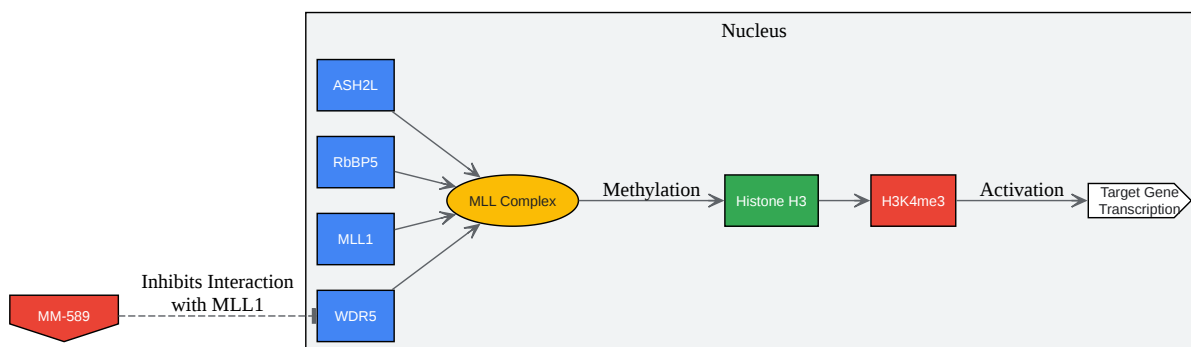 Nucleus
ASH2L
RbBP5
MLL1
WDR5
MM-589
Inhibits Interaction
with MLL1
MLL Complex
Methylation
Histone H3
H3K4me3
Activation
Target Gene
Transcription